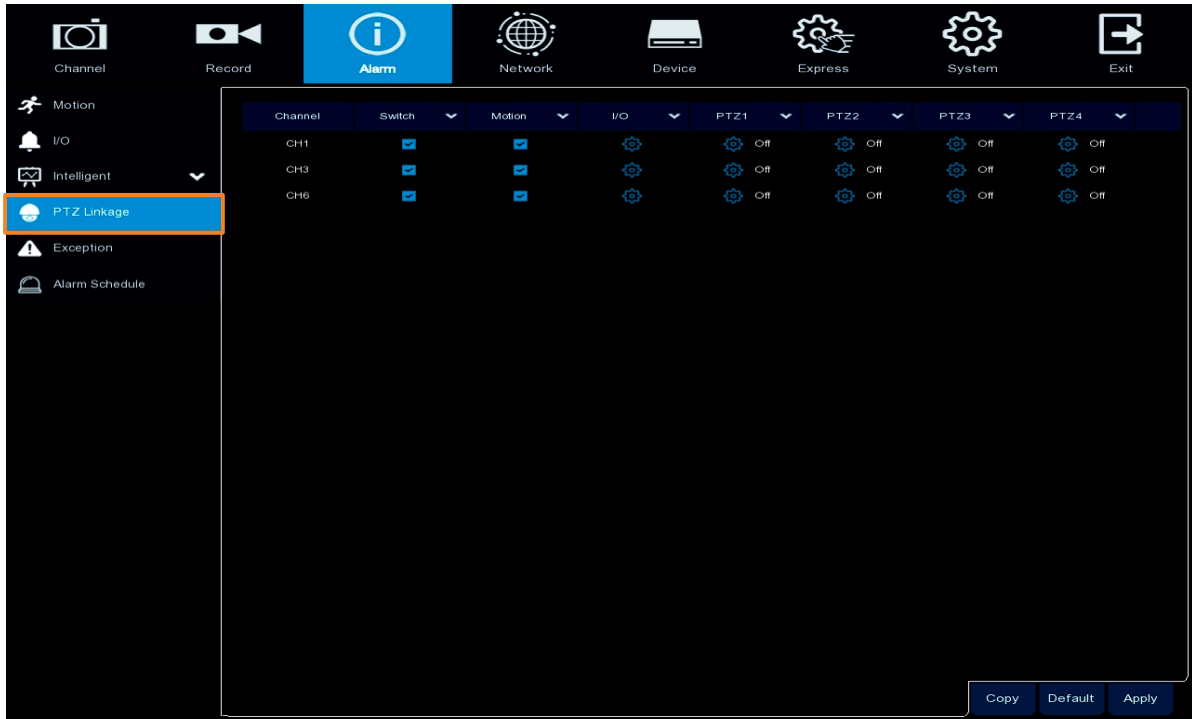 Channel Record Alarm Network Device Express System Exit
Motion
I/O
Intelligent
PTZ Linkage
Exception
Alarm Schedule
Channel Switch Motion I/O PTZ1 PTZ2 PTZ3 PTZ4
CH1 Off Off Off Off
CH3 Off Off Off Off
CH6 Off Off Off Off
Copy Default Apply